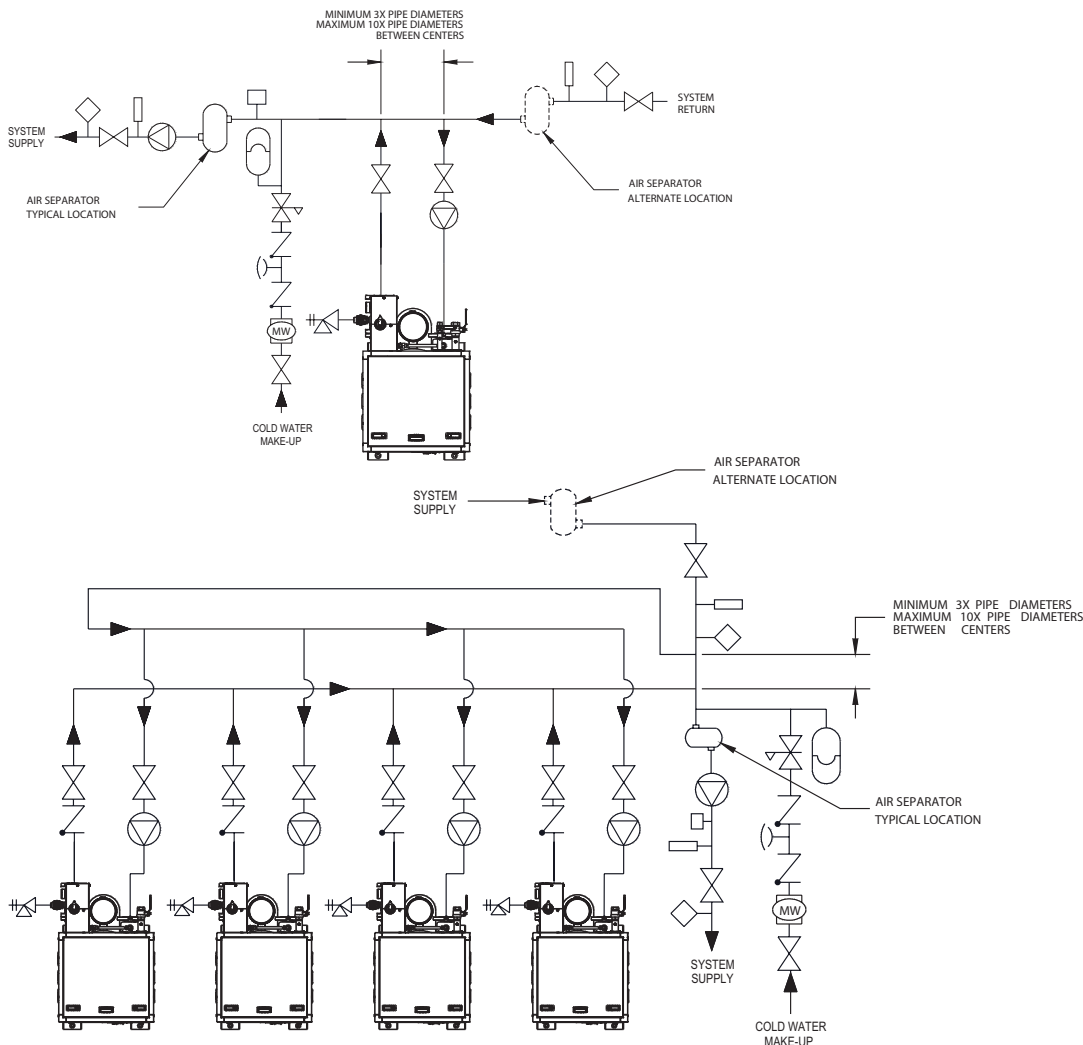 MINIMUM 3X PIPE DIAMETERS
MAXIMUM 10X PIPE DIAMETERS
BETWEEN CENTERS
SYSTEM
RETURN
SYSTEM
SUPPLY
AIR SEPARATOR
TYPICAL LOCATION
AIR SEPARATOR
ALTERNATE LOCATION
MW
COLD WATER
MAKE-UP
AIR SEPARATOR
ALTERNATE LOCATION
SYSTEM
SUPPLY
MINIMUM 3X PIPE DIAMETERS
MAXIMUM 10X PIPE DIAMETERS
BETWEEN CENTERS
AIR SEPARATOR
TYPICAL LOCATION
MW
SYSTEM
SUPPLY
COLD WATER
MAKE-UP